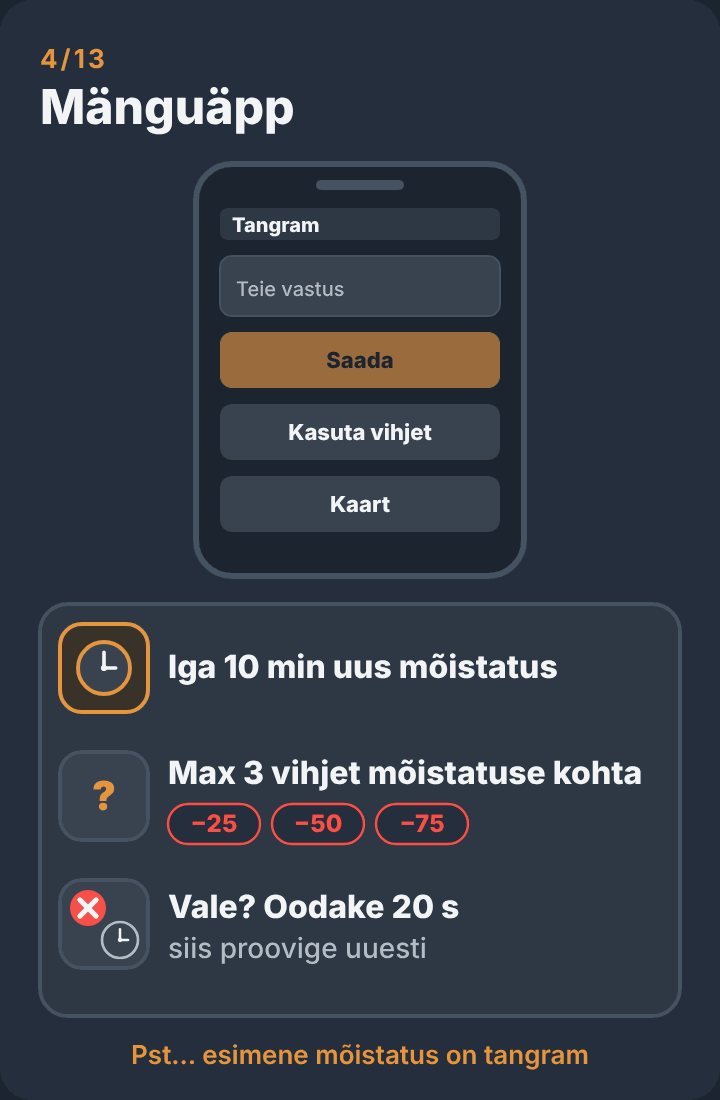 4/13
Mänguäpp
Tangram
Teie vastus
Saada
Kasuta vihjet
Kaart
Iga 10 min uus mõistatus
?
Max 3 vihjet mõistatuse kohta
−25 −50 −75
Vale? Oodake 20 s
siis proovige uuesti
Pst... esimene mõistatus on tangram